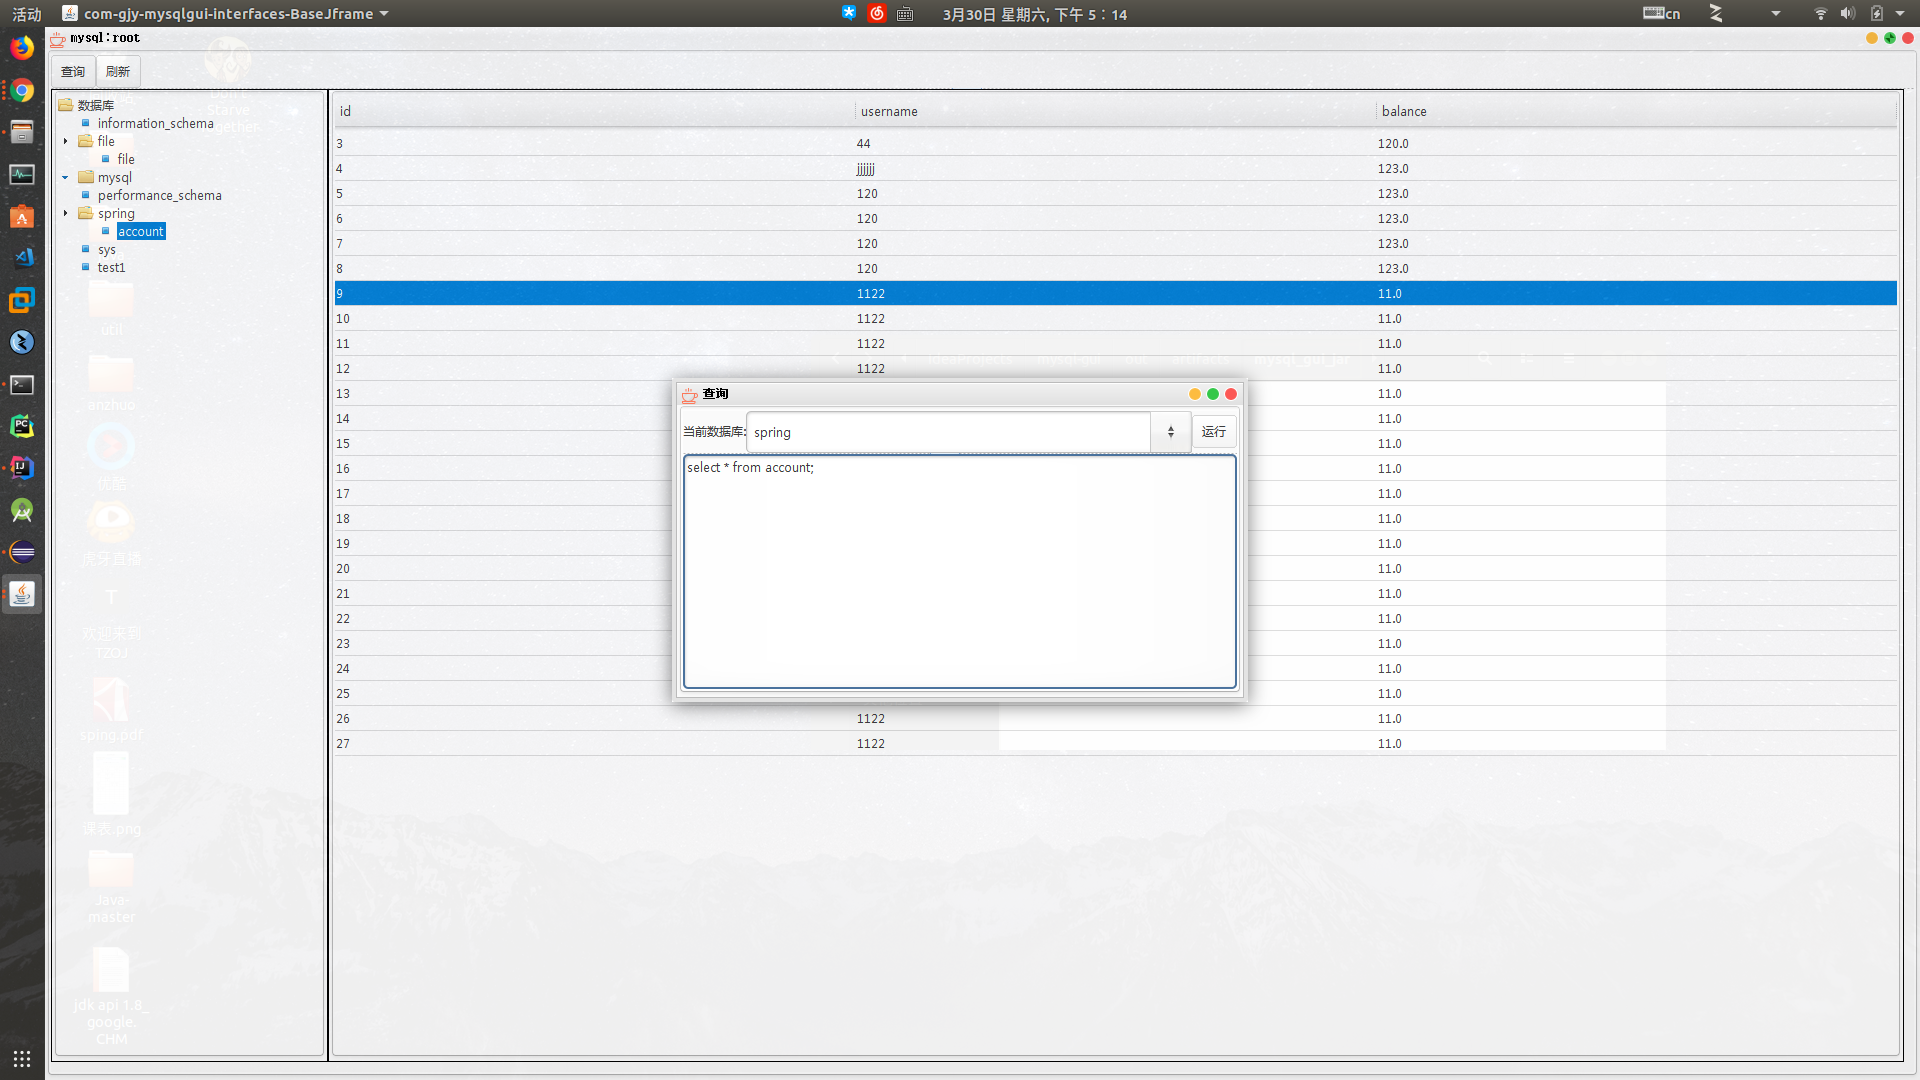 活动 com-gjy-mysqlgui-interfaces-BaseJframe 3月30日 星期六, 下午 5:14 cn
mysql:root
查询 刷新
数据库
information_schema
file
file
mysql
performance_schema
spring
account
sys
test1
Starve
Together
util
anzhuo
优酷
虎牙直播
T
欢迎来到
TZOJ
sping.pdf
课表.png
Java-
master
jdk api 1.8_
google.
CHM
id username balance
3 44 120.0
4 jjjjjj 123.0
5 120 123.0
6 120 123.0
7 120 123.0
8 120 123.0
9 1122 11.0
10 1122 11.0
11 1122 11.0
12 1122 11.0
13 11.0
14 11.0
15 11.0
16 11.0
17 11.0
18 11.0
19 11.0
20 11.0
21 11.0
22 11.0
23 11.0
24 11.0
25 11.0
26 1122 11.0
27 1122 11.0
mysql_gui_jar
查询
当前数据库: spring 运行
select * from account;